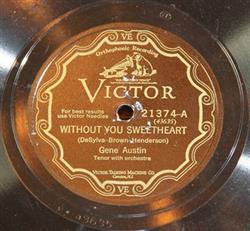 VE
Orthophonic Recording
VICTOR
For best results
use Victor Needles
21374-A
(43635)
WITHOUT YOU SWEETHEART
(DeSylva-Brown-Henderson)
Gene Austin
Tenor with orchestra
VICTOR TALKING MACHINE CO.
Camden, N.J.
VE
43635